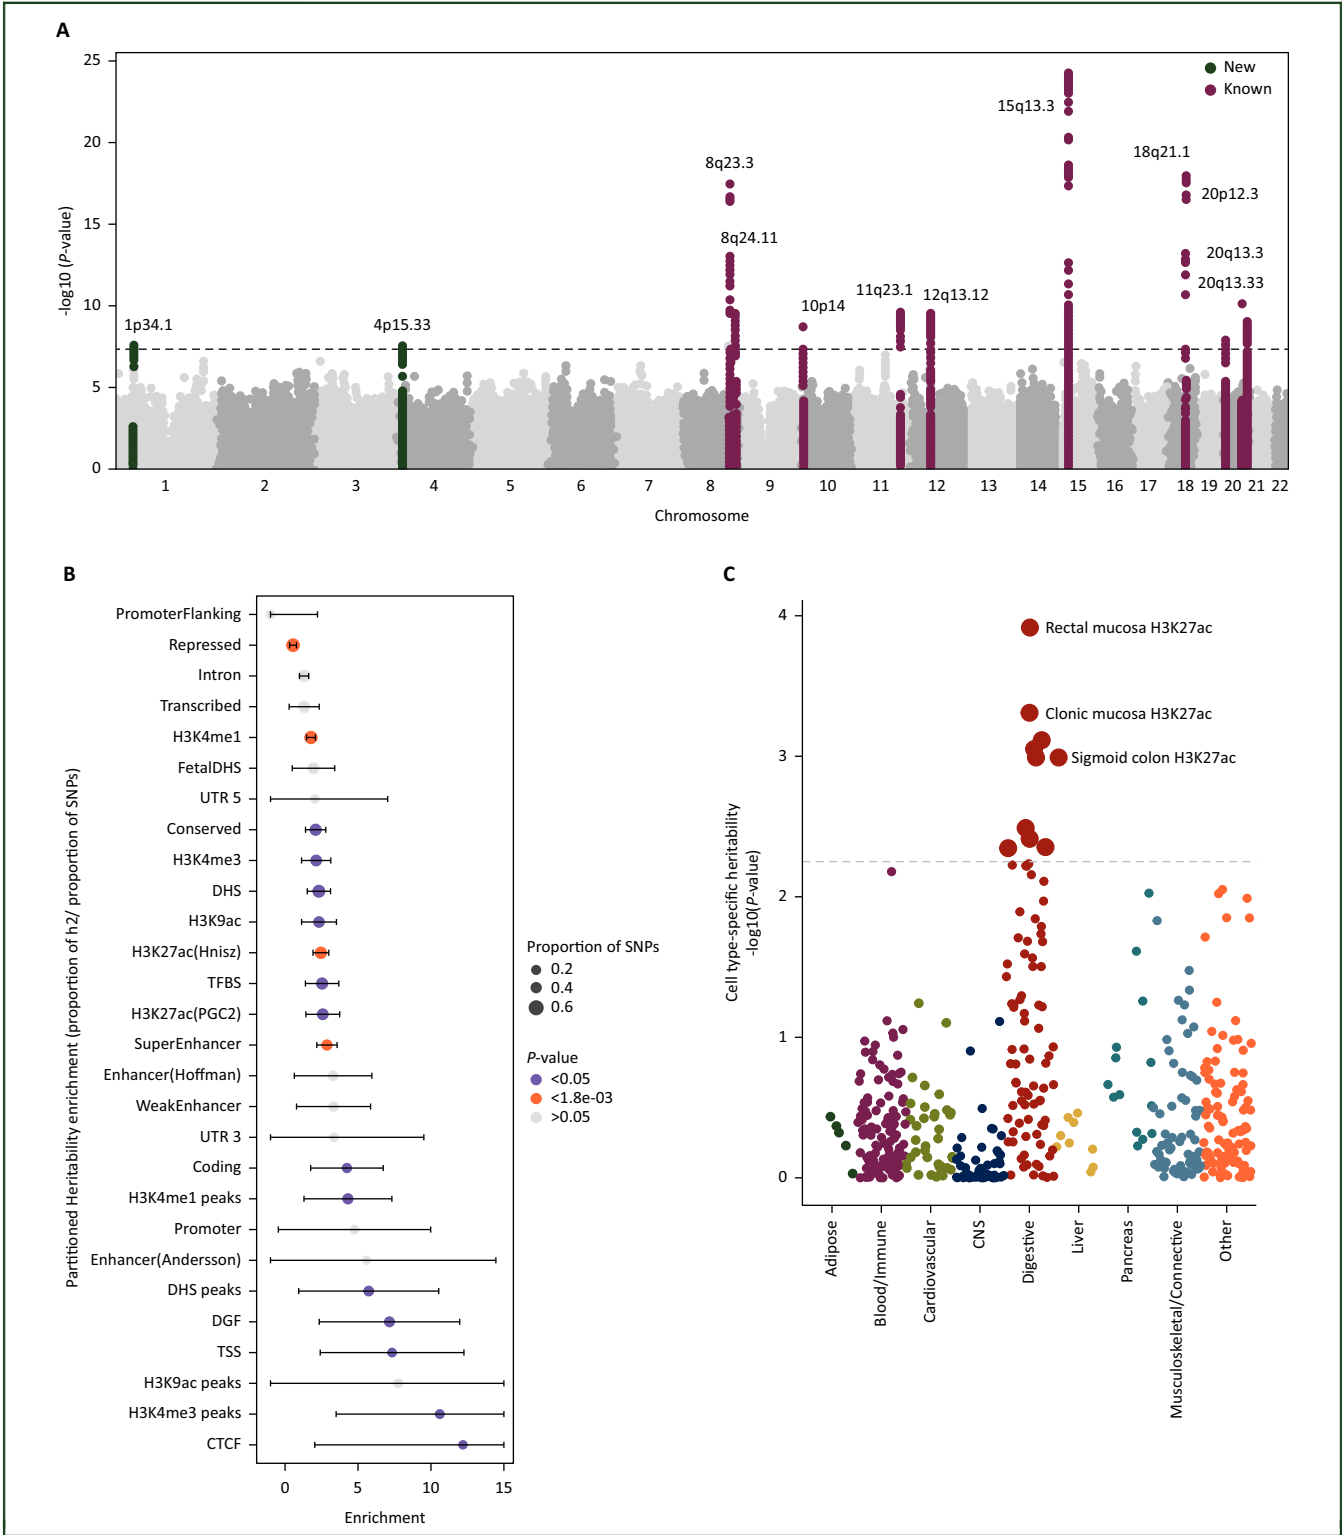 A
25
20
15
10
5
0
-log10 (P-value)
New
Known
1p34.1
4p15.33
8q23.3
8q24.11
10p14
11q23.1
12q13.12
15q13.3
18q21.1
20p12.3
20q13.3
20q13.33
1 2 3 4 5 6 7 8 9 10 11 12 13 14 15 16 17 18 19 20 21 22
Chromosome
B
Partitioned Heritability enrichment (proportion of h2/ proportion of SNPs)
PromoterFlanking
Repressed
Intron
Transcribed
H3K4me1
FetalDHS
UTR 5
Conserved
H3K4me3
DHS
H3K9ac
H3K27ac(Hnisz)
TFBS
H3K27ac(PGC2)
SuperEnhancer
Enhancer(Hoffman)
WeakEnhancer
UTR 3
Coding
H3K4me1 peaks
Promoter
Enhancer(Andersson)
DHS peaks
DGF
TSS
H3K9ac peaks
H3K4me3 peaks
CTCF
0 5 10 15
Enrichment
Proportion of SNPs
0.2
0.4
0.6
P-value
<0.05
<1.8e-03
>0.05
C
Cell type-specific heritability
-log10(P-value)
4
3
2
1
0
Rectal mucosa H3K27ac
Clonic mucosa H3K27ac
Sigmoid colon H3K27ac
Adipose
Blood/Immune
Cardiovascular
CNS
Digestive
Liver
Pancreas
Musculoskeletal/Connective
Other